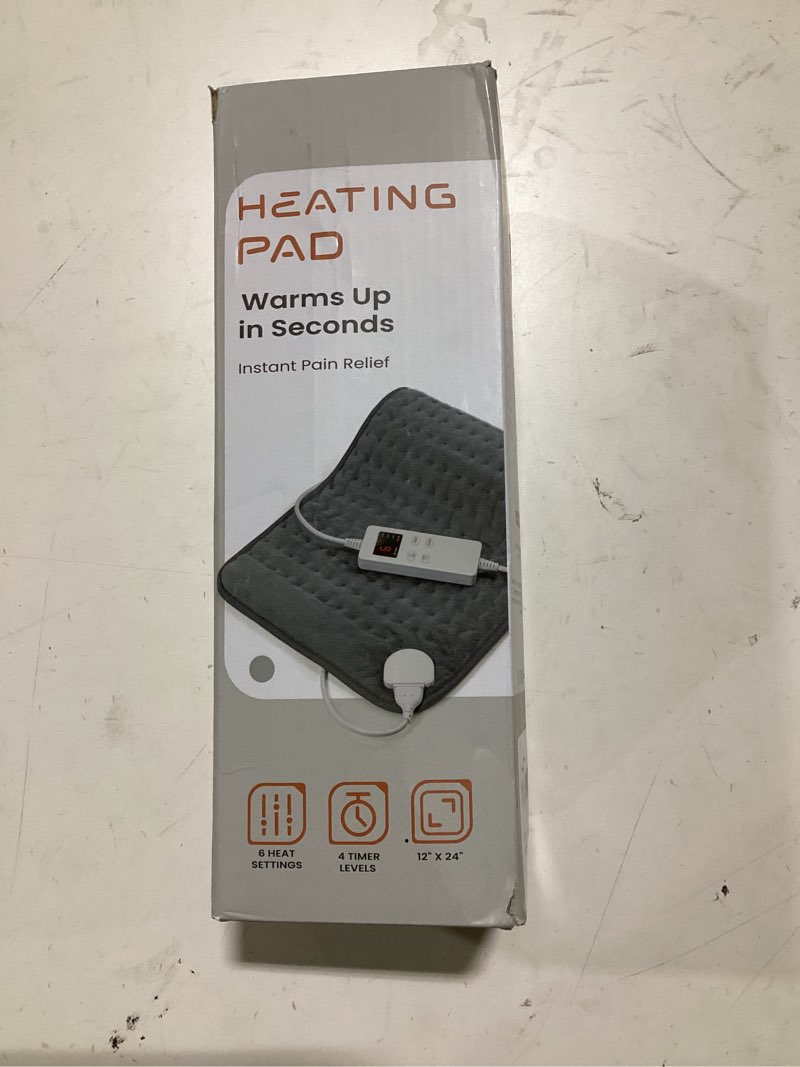 HEATING
PAD
Warms Up
in Seconds
Instant Pain Relief
6 HEAT
SETTINGS
4 TIMER
LEVELS
12" X 24"